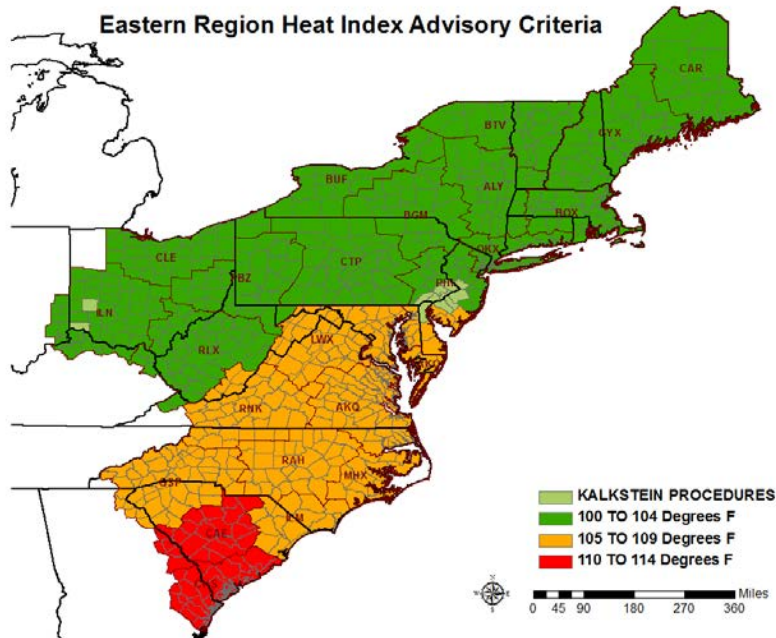 Eastern Region Heat Index Advisory Criteria
CAR
BTV
GYX
BUF
ALY
BGM
BOX
CLE
OKX
CTP
PBZ
PHI
ILN
LWX
RLX
RNK
AKQ
RAH
GSP
MHX
ILM
CAE
KALKSTEIN PROCEDURES
100 TO 104 Degrees F
105 TO 109 Degrees F
110 TO 114 Degrees F
Miles
0 45 90 180 270 360